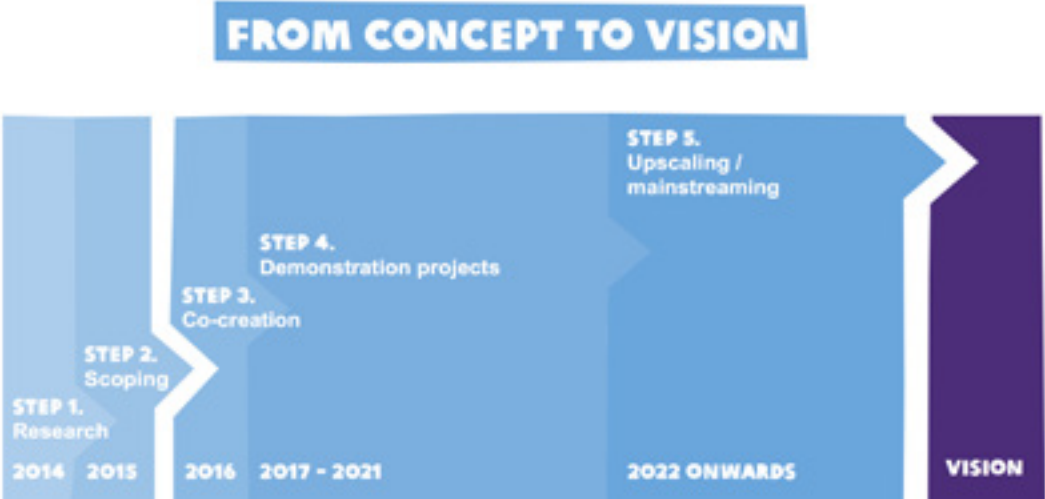 FROM CONCEPT TO VISION
STEP 1.
Research
2014
STEP 2.
Scoping
2015
STEP 3.
Co-creation
2016
STEP 4.
Demonstration projects
2017 - 2021
STEP 5.
Upscaling /
mainstreaming
2022 ONWARDS
VISION